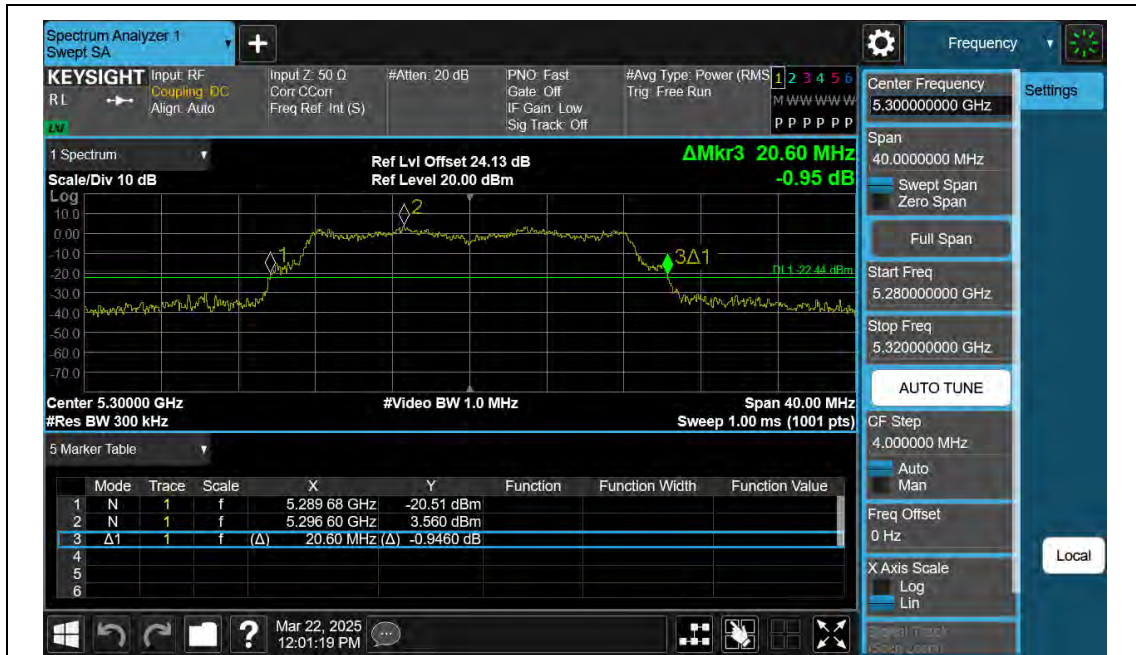 Spectrum Analyzer 1
Swept SA
Frequency
KEYSIGHT
RL
LXI
Input: RF
Coupling: DC
Align: Auto
Input Z: 50 Ω
Corr CCorr
Freq Ref: Int (S)
#Atten: 20 dB
PNO: Fast
Gate: Off
IF Gain: Low
Sig Track: Off
#Avg Type: Power (RMS
Trig: Free Run
1 2 3 4 5 6
M W W W W W
P P P P P P
1 Spectrum
Scale/Div 10 dB
Ref Lvl Offset 24.13 dB
Ref Level 20.00 dBm
ΔMkr3 20.60 MHz
-0.95 dB
Log
10.0
0.00
-10.0
-20.0
-30.0
-40.0
-50.0
-60.0
-70.0
1
2
3Δ1
DL1 -22.44 dBm
Center 5.30000 GHz
#Res BW 300 kHz
#Video BW 1.0 MHz
Span 40.00 MHz
Sweep 1.00 ms (1001 pts)
5 Marker Table
Mode Trace Scale X Y Function Function Width Function Value
1 N 1 f 5.289 68 GHz -20.51 dBm
2 N 1 f 5.296 60 GHz 3.560 dBm
3 Δ1 1 f (Δ) 20.60 MHz (Δ) -0.9460 dB
4
5
6
Mar 22, 2025
12:01:19 PM
Center Frequency
5.300000000 GHz
Settings
Span
40.0000000 MHz
Swept Span
Zero Span
Full Span
Start Freq
5.280000000 GHz
Stop Freq
5.320000000 GHz
AUTO TUNE
CF Step
4.000000 MHz
Auto
Man
Freq Offset
0 Hz
X Axis Scale
Log
Lin
Local
Signal Track
(Span Zoom)